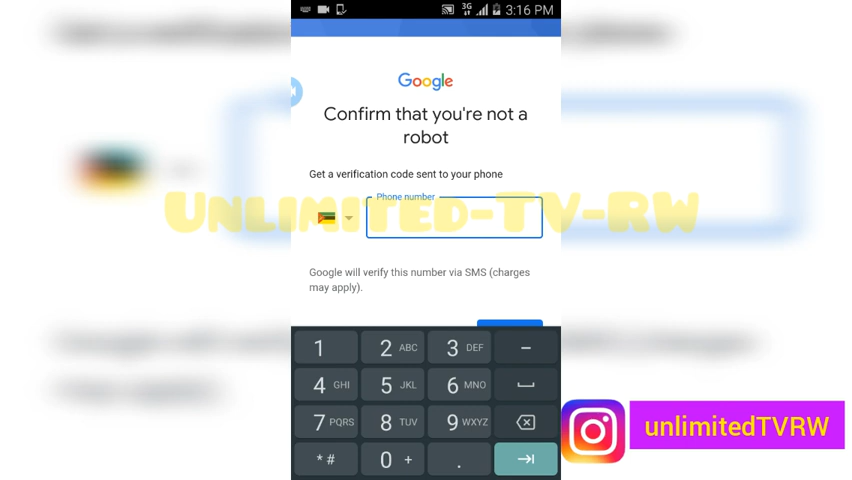 3G 3:16 PM
Google
Confirm that you're not a
robot
Get a verification code sent to your phone
Phone number
UNLIMITED-TV-RW
Google will verify this number via SMS (charges
may apply).
1 2 ABC 3 DEF –
4 GHI 5 JKL 6 MNO
7 PQRS 8 TUV 9 WXYZ
* # 0 + .
unlimitedTVRW